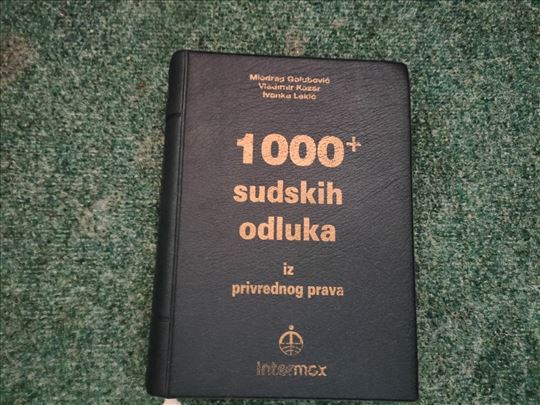 Miodrag Golubović
Vladimir Kozar
Ivanka Lekić
1000+
sudskih
odluka
iz
privrednog prava
intermex